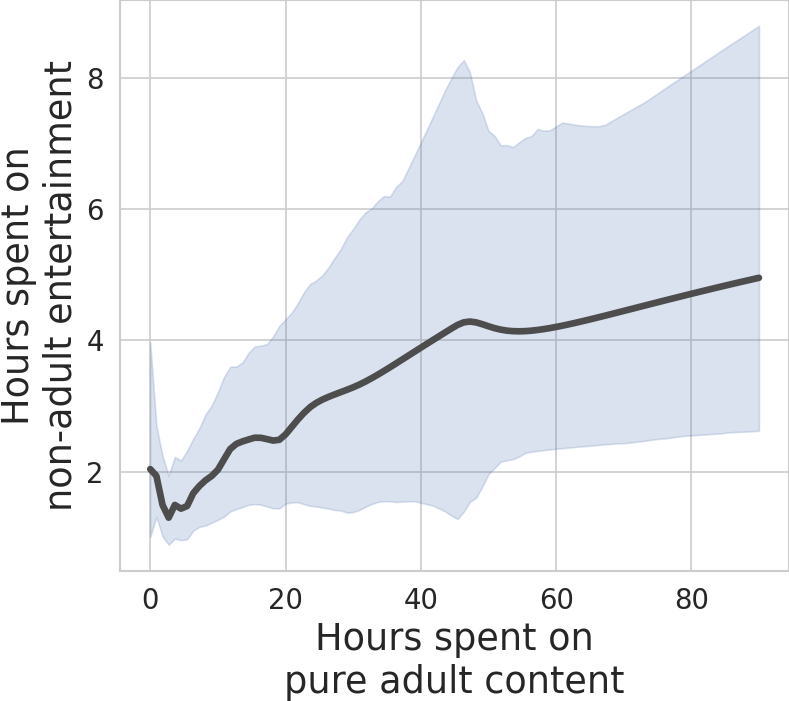 Hours spent on
non-adult entertainment
8
6
4
2
0 20 40 60 80
Hours spent on
pure adult content